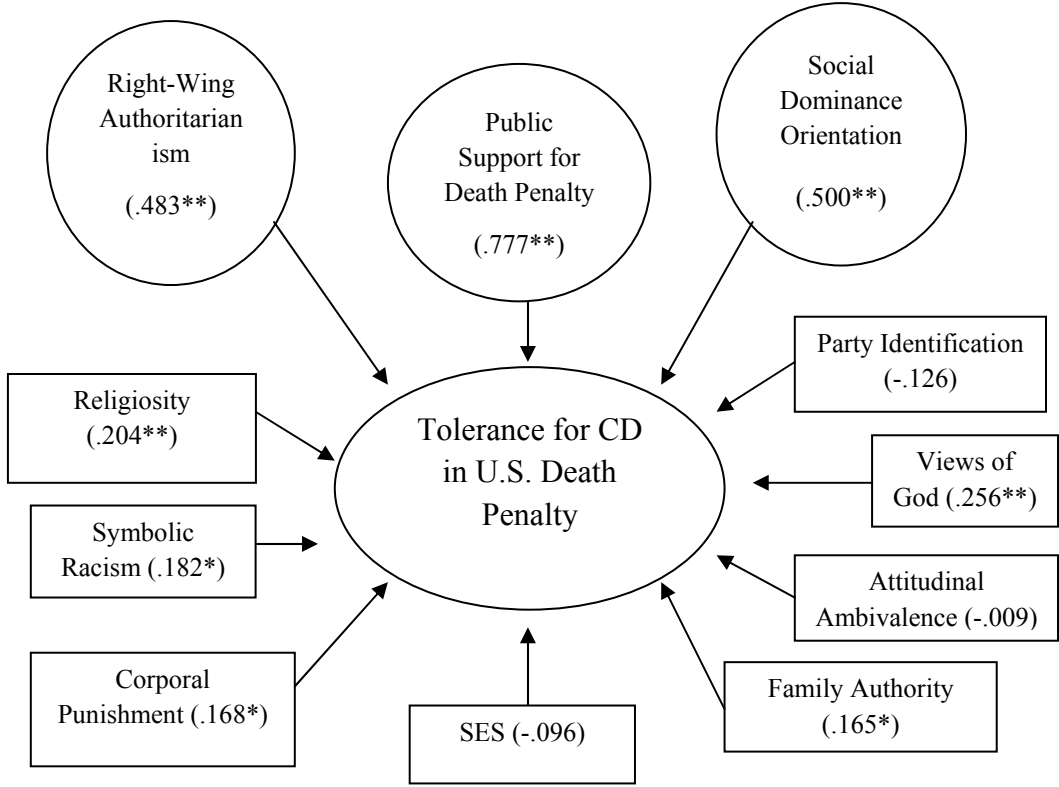 Right-Wing
Authoritarian
ism
(.483**)
Public
Support for
Death Penalty
(.777**)
Social
Dominance
Orientation
(.500**)
Party Identification
(-.126)
Religiosity
(.204**)
Tolerance for CD
in U.S. Death
Penalty
Views of
God (.256**)
Symbolic
Racism (.182*)
Attitudinal
Ambivalence (-.009)
Corporal
Punishment (.168*)
SES (-.096)
Family Authority
(.165*)